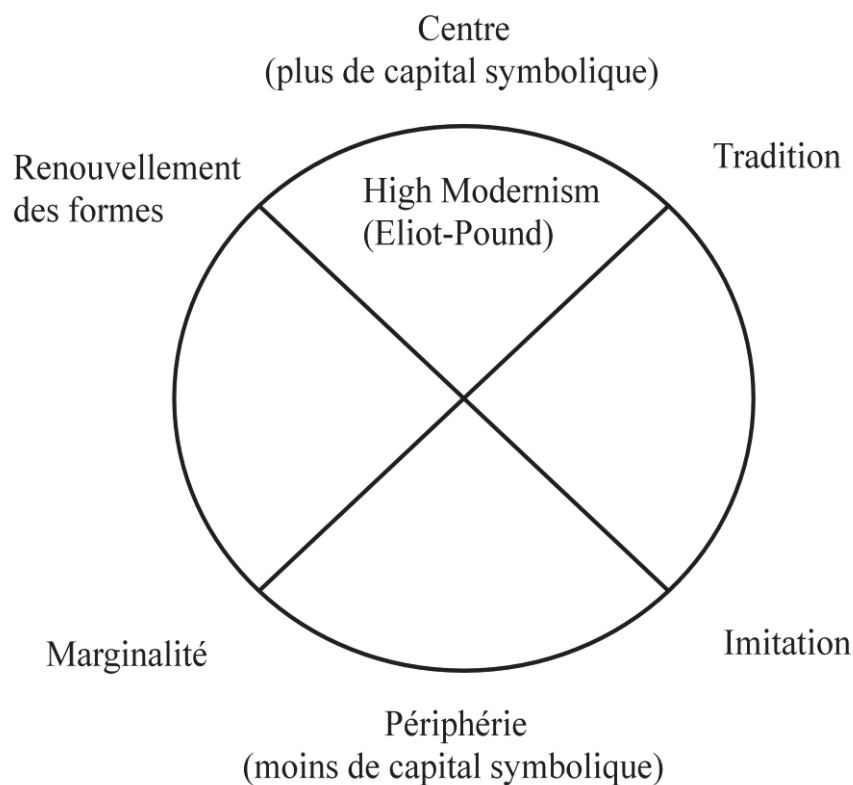 Centre
(plus de capital symbolique)
Renouvellement
des formes
Tradition
High Modernism
(Eliot-Pound)
Marginalité
Imitation
Périphérie
(moins de capital symbolique)